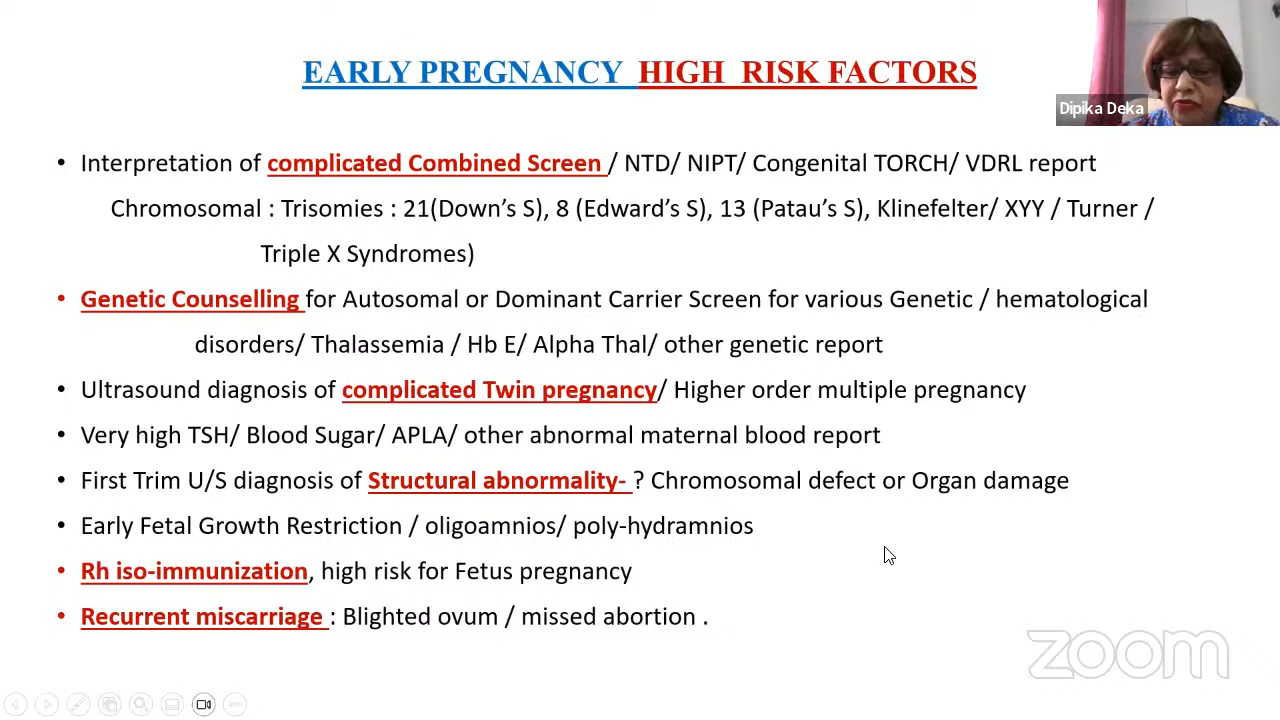 EARLY PREGNANCY HIGH RISK FACTORS
Dipika Deka
• Interpretation of complicated Combined Screen / NTD/ NIPT/ Congenital TORCH/ VDRL report
Chromosomal : Trisomies : 21(Down's S), 8 (Edward's S), 13 (Patau's S), Klinefelter/ XYY / Turner /
Triple X Syndromes)
• Genetic Counselling for Autosomal or Dominant Carrier Screen for various Genetic / hematological
disorders/ Thalassemia / Hb E/ Alpha Thal/ other genetic report
• Ultrasound diagnosis of complicated Twin pregnancy/ Higher order multiple pregnancy
• Very high TSH/ Blood Sugar/ APLA/ other abnormal maternal blood report
• First Trim U/S diagnosis of Structural abnormality- ? Chromosomal defect or Organ damage
• Early Fetal Growth Restriction / oligoamnios/ poly-hydramnios
• Rh iso-immunization, high risk for Fetus pregnancy
• Recurrent miscarriage : Blighted ovum / missed abortion .
zoom